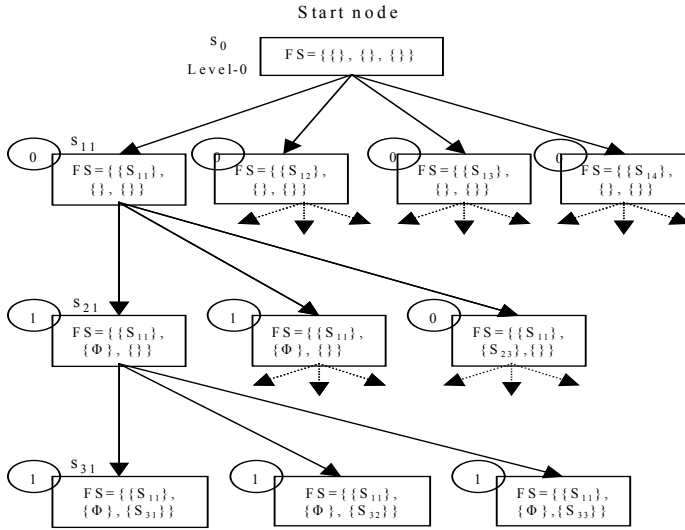 Start node
s₀
Level-0
FS={{}, {}, {}}
s₁₁
0
FS={{S₁₁},
{}, {}}
0
FS={{S₁₂},
{}, {}}
0
FS={{S₁₃},
{}, {}}
0
FS={{S₁₄},
{}, {}}
s₂₁
1
FS={{S₁₁},
{Φ}, {}}
1
FS={{S₁₁},
{Φ}, {}}
0
FS={{S₁₁},
{S₂₃},{}}
s₃₁
1
FS={{S₁₁},
{Φ},{S₃₁}}
1
FS={{S₁₁},
{Φ}, {S₃₂}}
1
FS={{S₁₁},
{Φ},{S₃₃}}